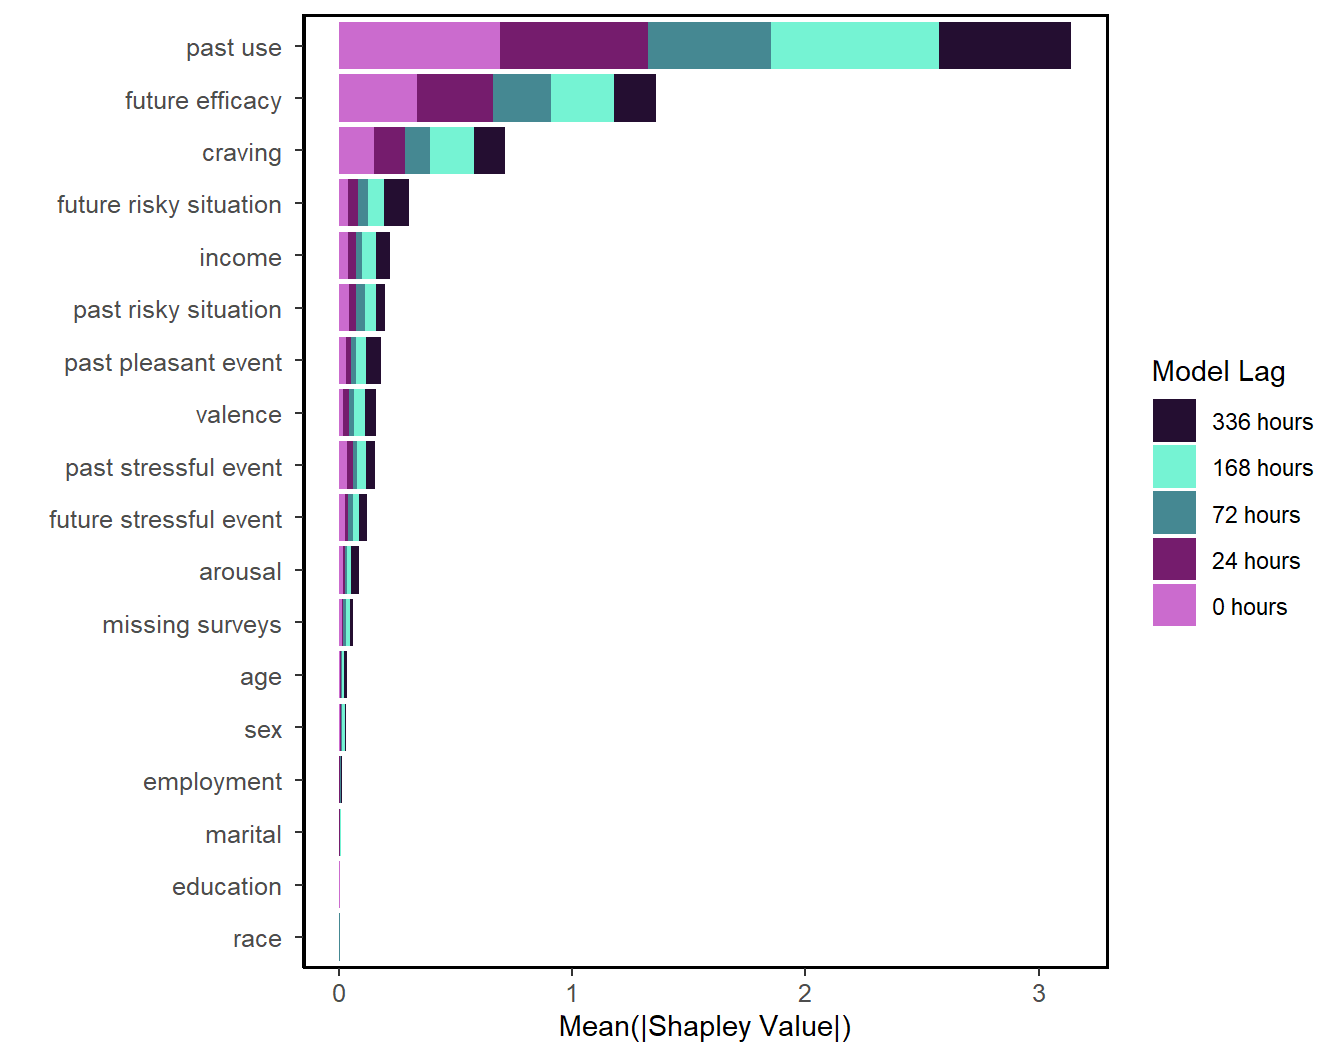 past use
future efficacy
craving
future risky situation
income
past risky situation
past pleasant event
valence
past stressful event
future stressful event
arousal
missing surveys
age
sex
employment
marital
education
race
0 1 2 3
Mean(|Shapley Value|)
Model Lag
336 hours
168 hours
72 hours
24 hours
0 hours